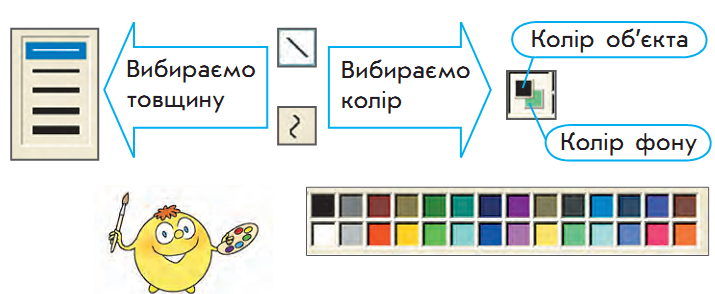 Вибираємо
товщину
Вибираємо
колір
Колір об’єкта
Колір фону